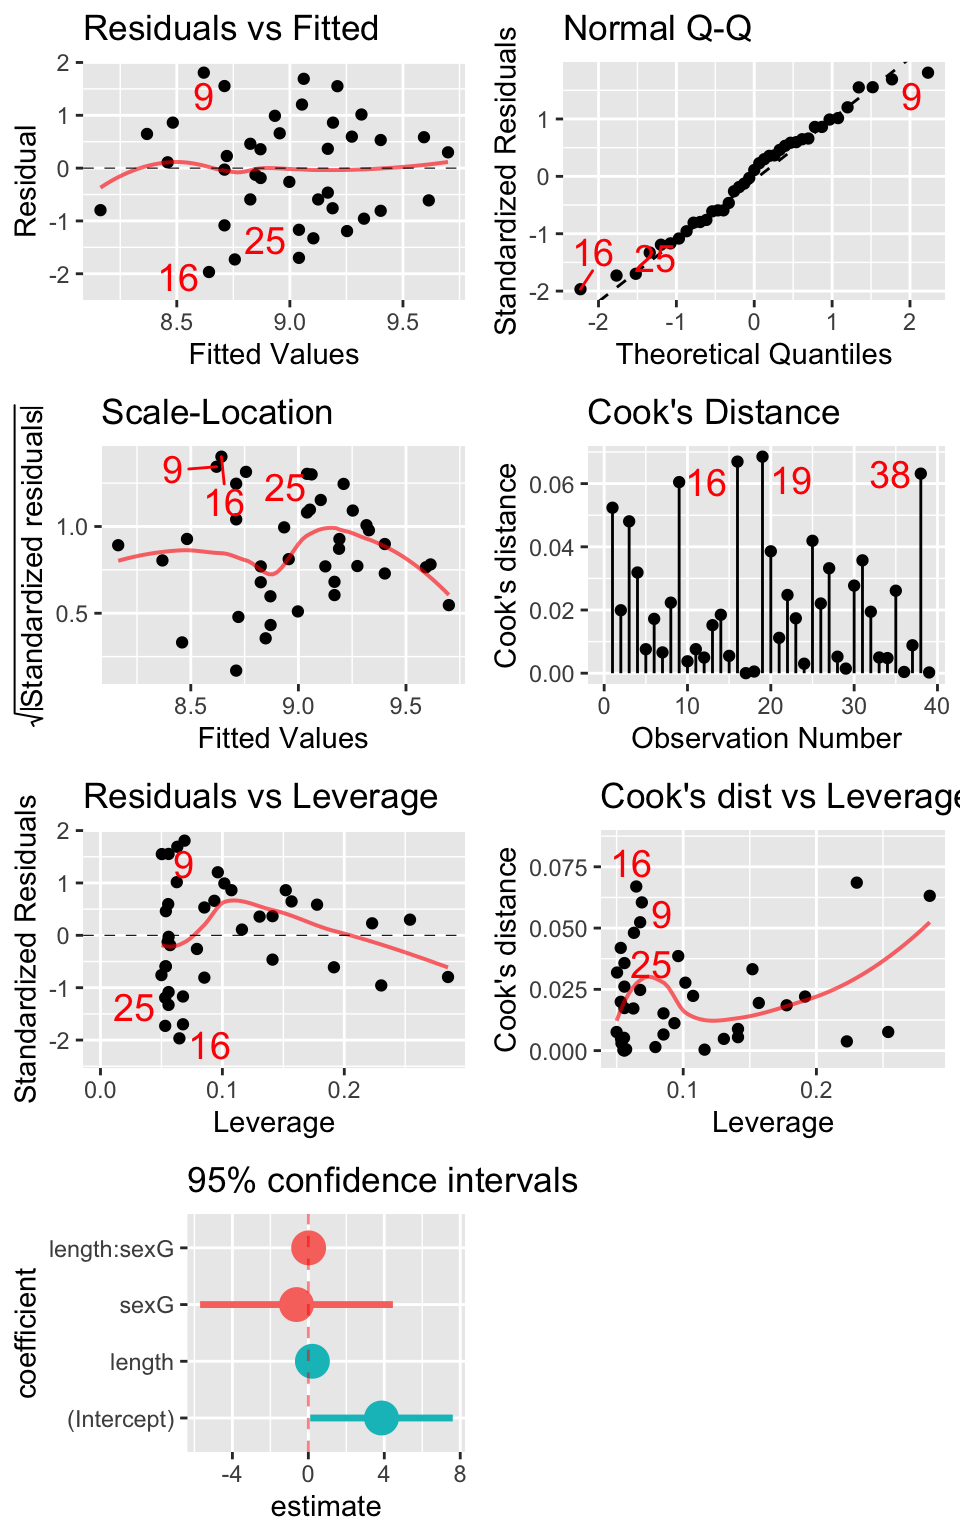 Residuals vs Fitted
Residual
2
1
0
-1
-2
9
25
16
8.5
9.0
9.5
Fitted Values
Normal Q-Q
Standardized Residuals
1
0
-1
-2
9
16
25
-2
-1
0
1
2
Theoretical Quantiles
Scale-Location
√|Standardized residuals|
1.0
0.5
9
16
25
8.5
9.0
9.5
Fitted Values
Cook's Distance
Cook's distance
0.06
0.04
0.02
0.00
16
19
38
0
10
20
30
40
Observation Number
Residuals vs Leverage
Standardized Residuals
2
1
0
-1
-2
9
25
16
0.0
0.1
0.2
Leverage
Cook's dist vs Leverage
Cook's distance
0.075
0.050
0.025
0.000
16
9
25
0.1
0.2
Leverage
95% confidence intervals
coefficient
length:sexG
sexG
length
(Intercept)
-4
0
4
8
estimate